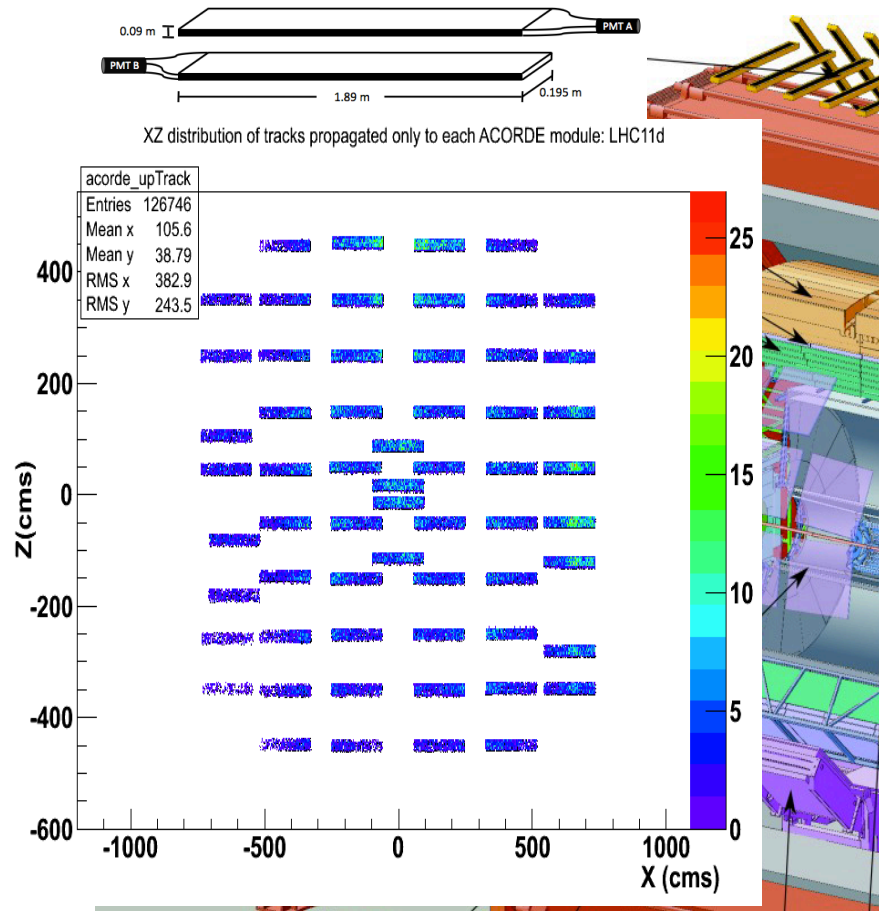 0.09 m
PMT A
PMT B
1.89 m
0.195 m
XZ distribution of tracks propagated only to each ACORDE module: LHC11d
acorde_upTrack
Entries 126746
Mean x 105.6
Mean y 38.79
RMS x 382.9
RMS y 243.5
400
200
0
-200
-400
-600
Z(cms)
-1000
-500
0
500
1000
X (cms)
25
20
15
10
5
0